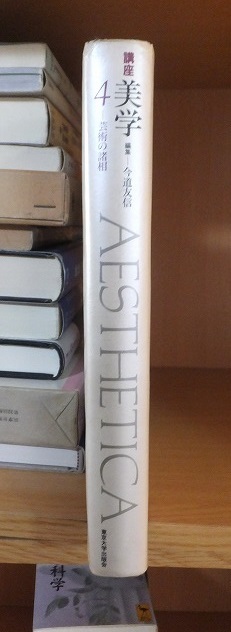 講座
美学
4
芸術の諸相
編集 今道友信
AESTHETICA
東京大学出版会
科学